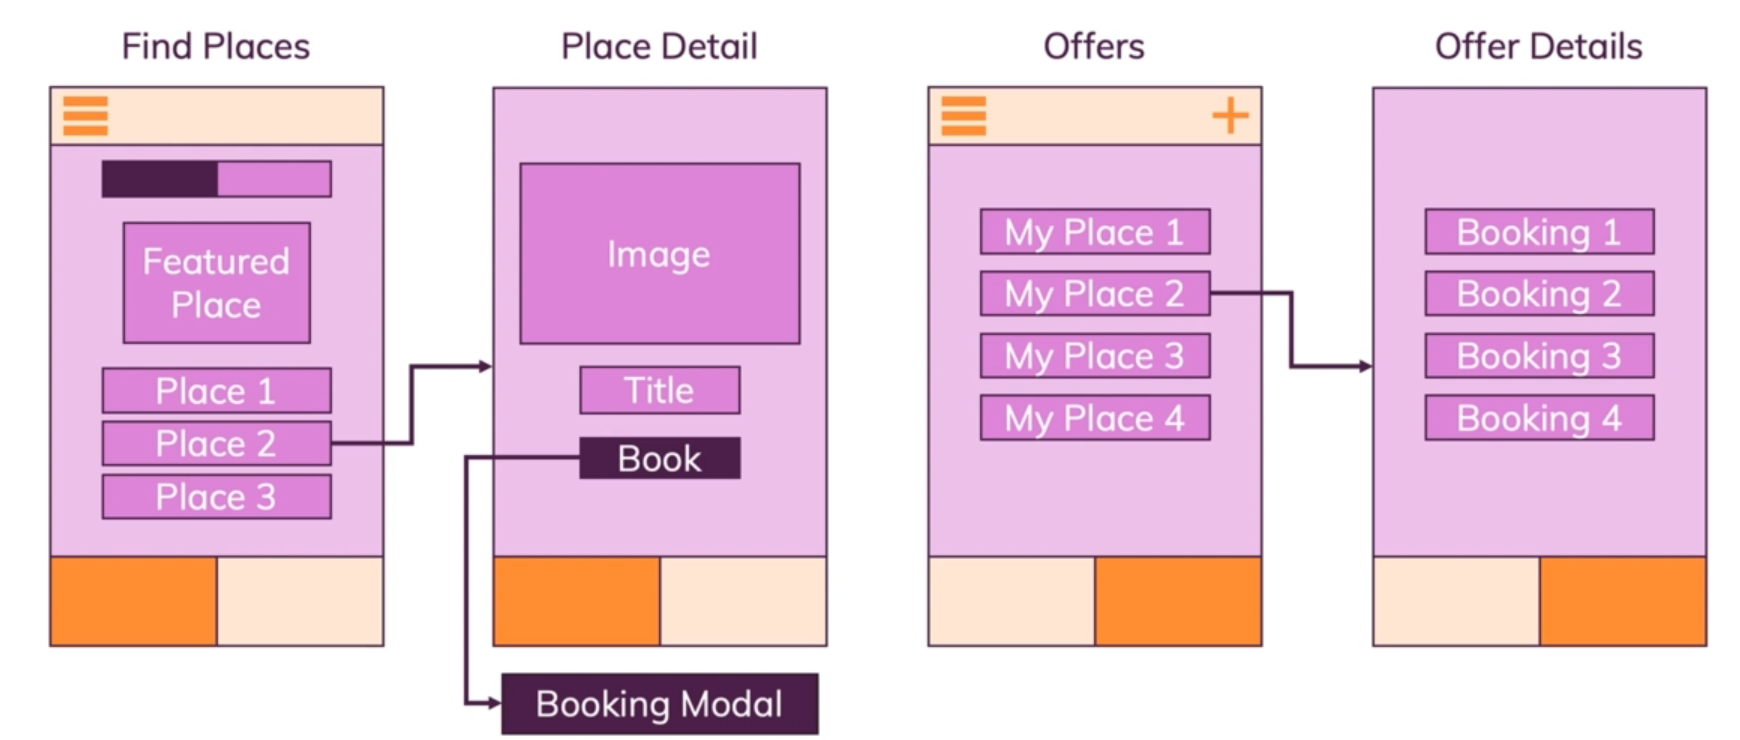 Find Places
Featured
Place
Place 1
Place 2
Place 3
Place Detail
Image
Title
Book
Booking Modal
Offers
My Place 1
My Place 2
My Place 3
My Place 4
Offer Details
Booking 1
Booking 2
Booking 3
Booking 4